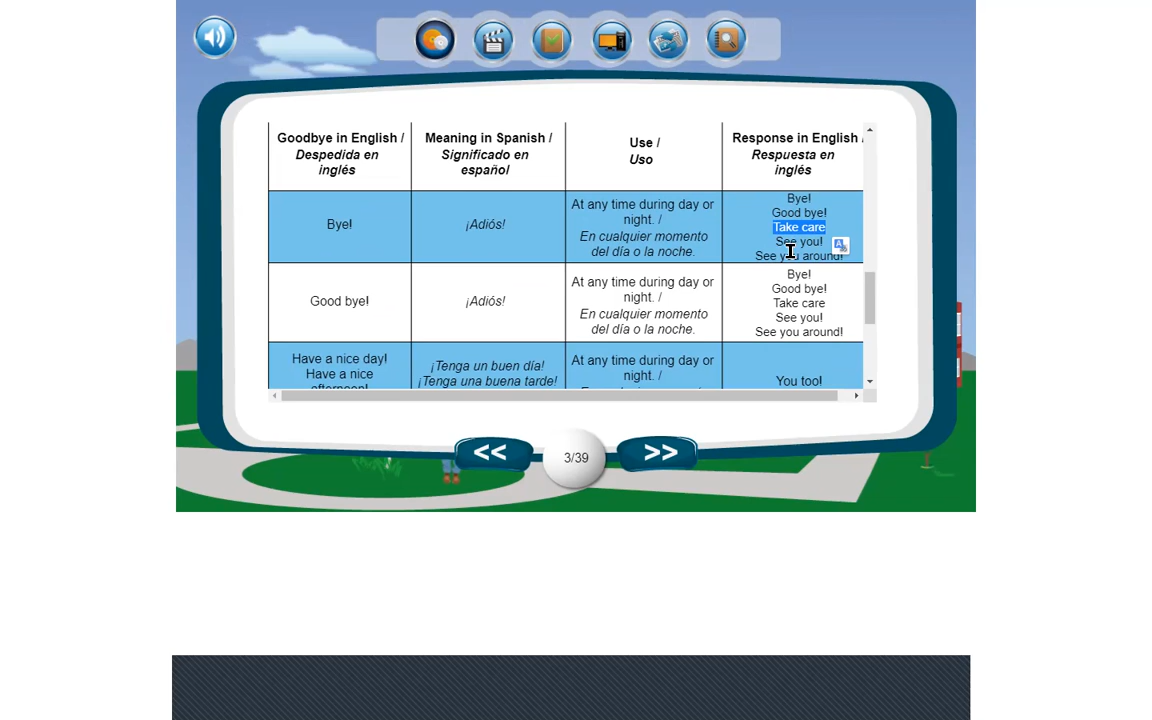 Goodbye in English /
Despedida en
inglés
Meaning in Spanish /
Significado en
español
Use /
Uso
Response in English /
Respuesta en
inglés
Bye!
¡Adiós!
At any time during day or
night. /
En cualquier momento
del día o la noche.
Bye!
Good bye!
Take care
See you!
See you around!
Good bye!
¡Adiós!
At any time during day or
night. /
En cualquier momento
del día o la noche.
Bye!
Good bye!
Take care
See you!
See you around!
Have a nice day!
Have a nice
afternoon!
¡Tenga un buen día!
¡Tenga una buena tarde!
At any time during day or
night. /
You too!
<<
3/39
>>